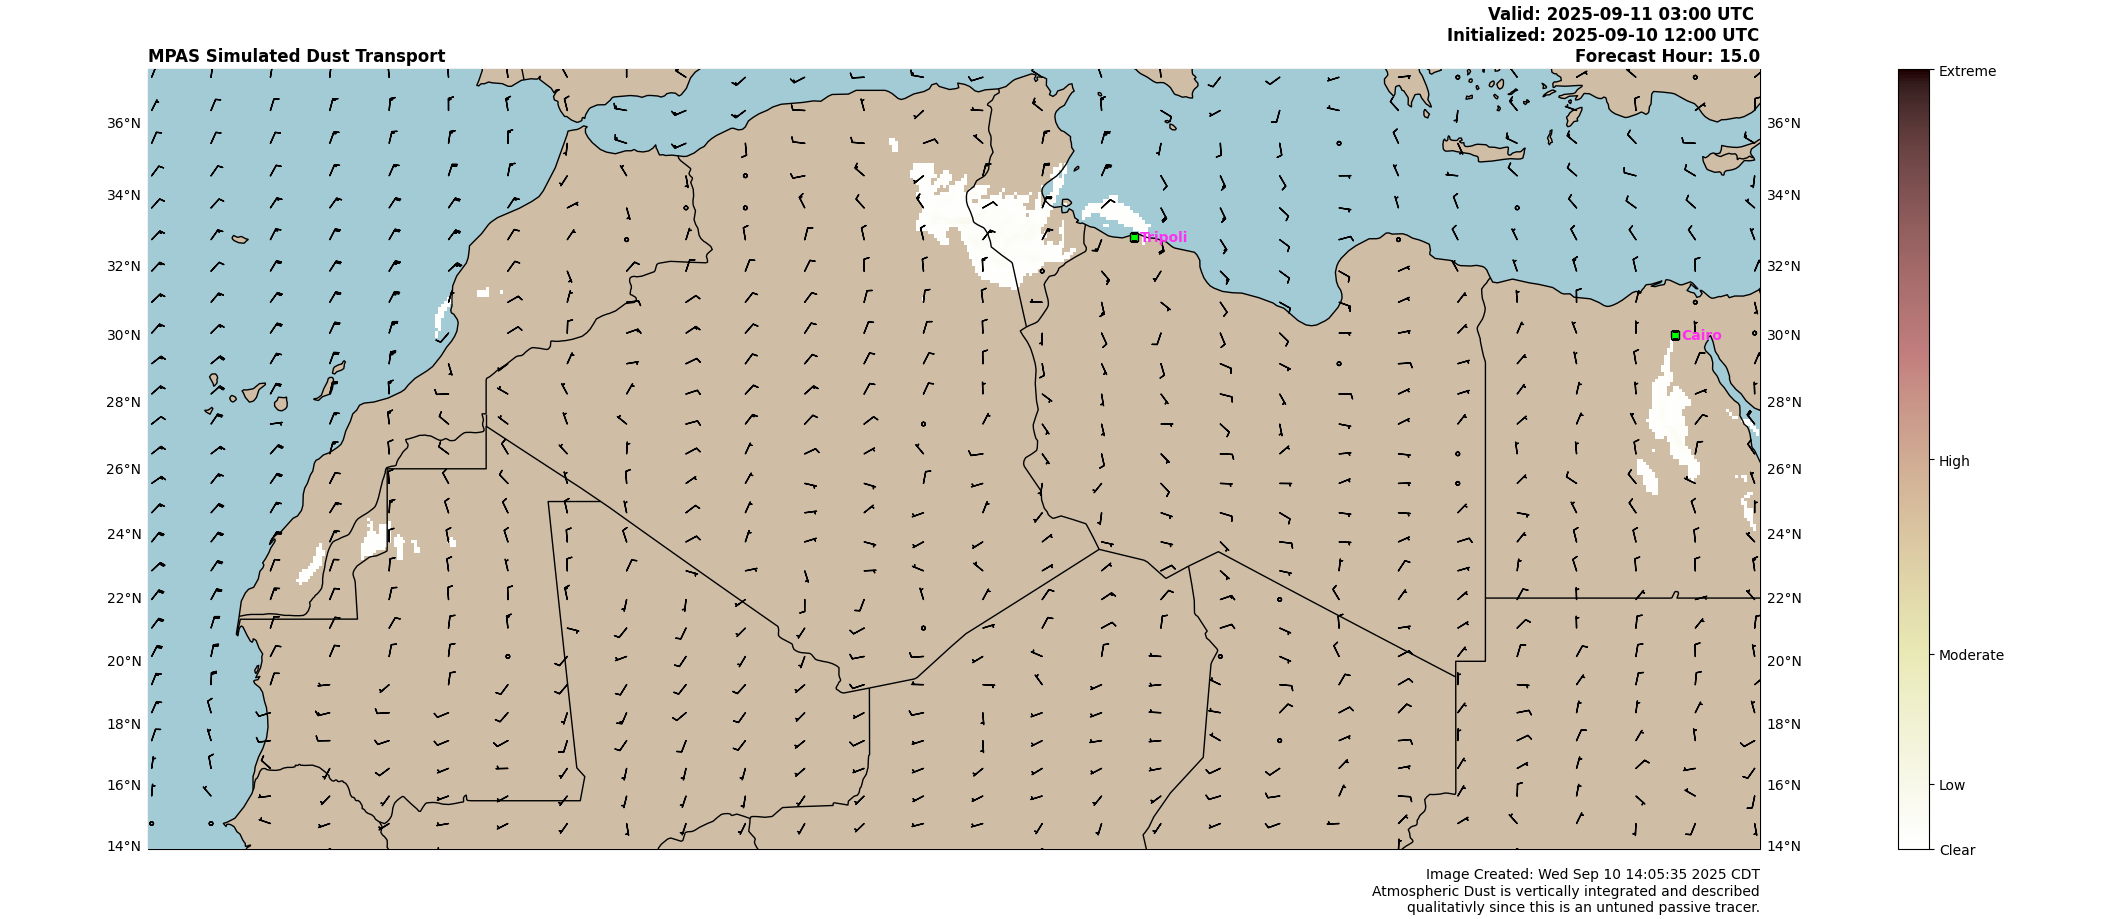 Valid: 2025-09-11 03:00 UTC
Initialized: 2025-09-10 12:00 UTC
MPAS Simulated Dust Transport
Forecast Hour: 15.0
Extreme
36°N
36°N
34°N
34°N
Tripoli
32°N
32°N
30°N
Cairo
30°N
28°N
28°N
26°N
26°N
High
24°N
24°N
22°N
22°N
20°N
20°N
Moderate
18°N
18°N
16°N
16°N
Low
14°N
14°N
Clear
Image Created: Wed Sep 10 14:05:35 2025 CDT
Atmospheric Dust is vertically integrated and described
qualitativly since this is an untuned passive tracer.